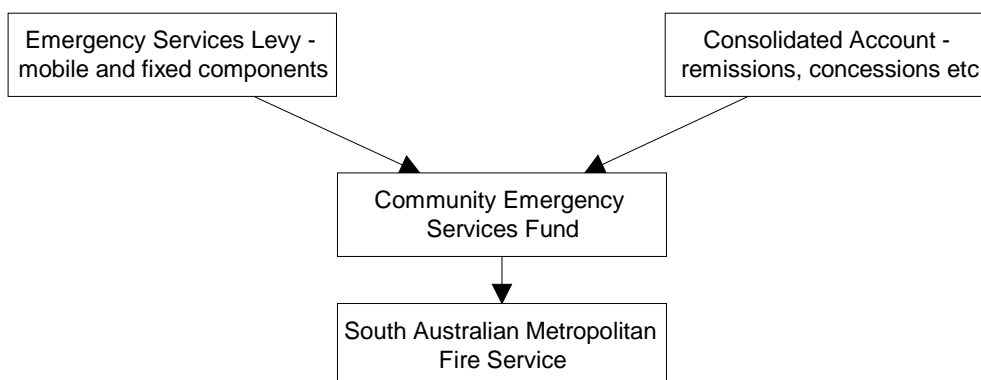 Emergency Services Levy -
mobile and fixed components
Consolidated Account -
remissions, concessions etc
Community Emergency
Services Fund
South Australian Metropolitan
Fire Service